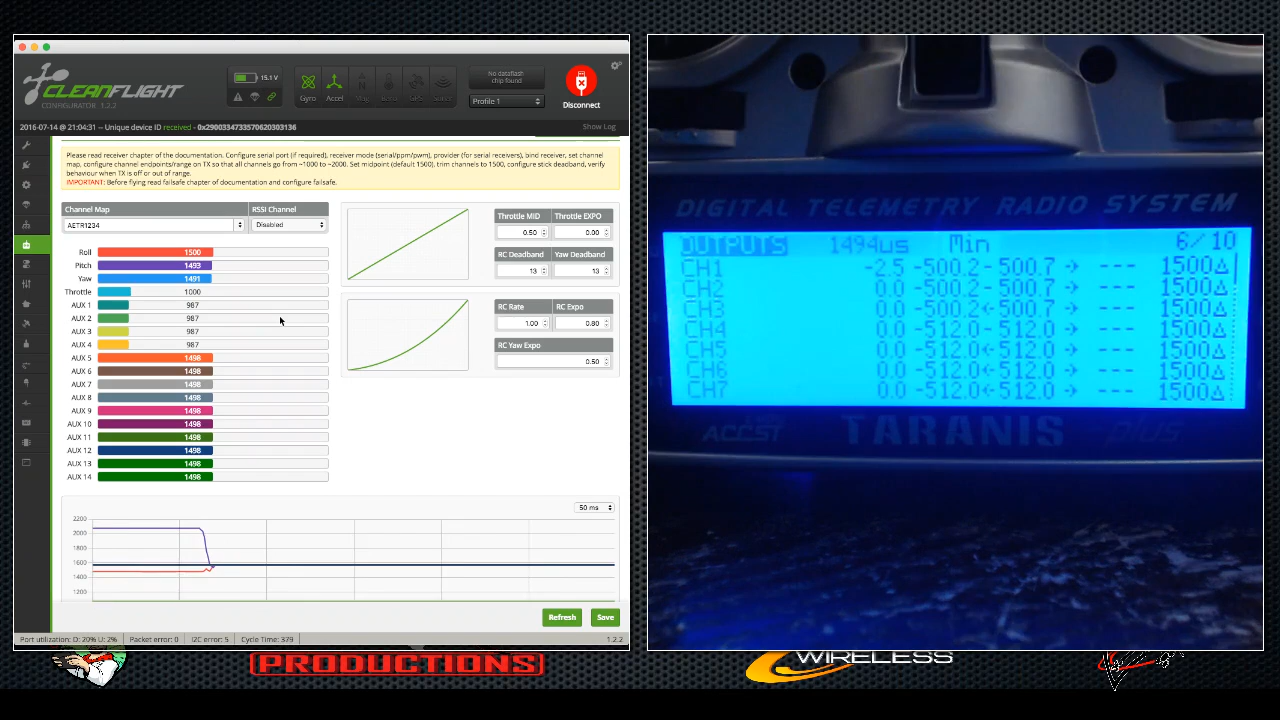 CLEANFLIGHT
CONFIGURATOR 1.2.2
15.1 V
Gyro
Accel
No dataflash
chip found
Profile 1
Disconnect
2016-07-14 @ 21:04:31 -- Unique device ID received - 0x2900334733570620303136
Show Log
Please read receiver chapter of the documentation. Configure serial port (if required), receiver mode (serial/ppm/pwm), provider (for serial receivers), bind receiver, set channel
map, configure channel endpoints/range on TX so that all channels go from ~1000 to ~2000. Set midpoint (default 1500), trim channels to 1500, configure stick deadband, verify
behaviour when TX is off or out of range.
IMPORTANT: Before flying read failsafe chapter of documentation and configure failsafe.
Channel Map
RSSI Channel
AETR1234
Disabled
Roll 1500
Pitch 1493
Yaw 1491
Throttle 1000
AUX 1 987
AUX 2 987
AUX 3 987
AUX 4 987
AUX 5 1498
AUX 6 1498
AUX 7 1498
AUX 8 1498
AUX 9 1498
AUX 10 1498
AUX 11 1498
AUX 12 1498
AUX 13 1498
AUX 14 1498
Throttle MID
Throttle EXPO
0.50
0.00
RC Deadband
Yaw Deadband
13
13
RC Rate
RC Expo
1.00
0.80
RC Yaw Expo
0.50
50 ms
2200
2000
1800
1600
1400
1200
Refresh
Save
Port utilization: D: 20% U: 2%
Packet error: 0
I2C error: 5
Cycle Time: 379
1.2.2
DIGITAL TELEMETRY RADIO SYSTEM
OUTPUTS 1494us Min 6/10
CH1 -2.5 -500.2- 500.7 → --- 1500Δ
CH2 0.0 -500.2- 500.7 → --- 1500Δ
CH3 0.0 -500.2← 500.7 → --- 1500Δ
CH4 0.0 -512.0← 512.0 → --- 1500Δ
CH5 0.0 -512.0← 512.0 → --- 1500Δ
CH6 0.0 -512.0← 512.0 → --- 1500Δ
CH7 0.0 -512.0← 512.0 → --- 1500Δ
ACCST TARANIS plus
PRODUCTIONS
WIRELESS